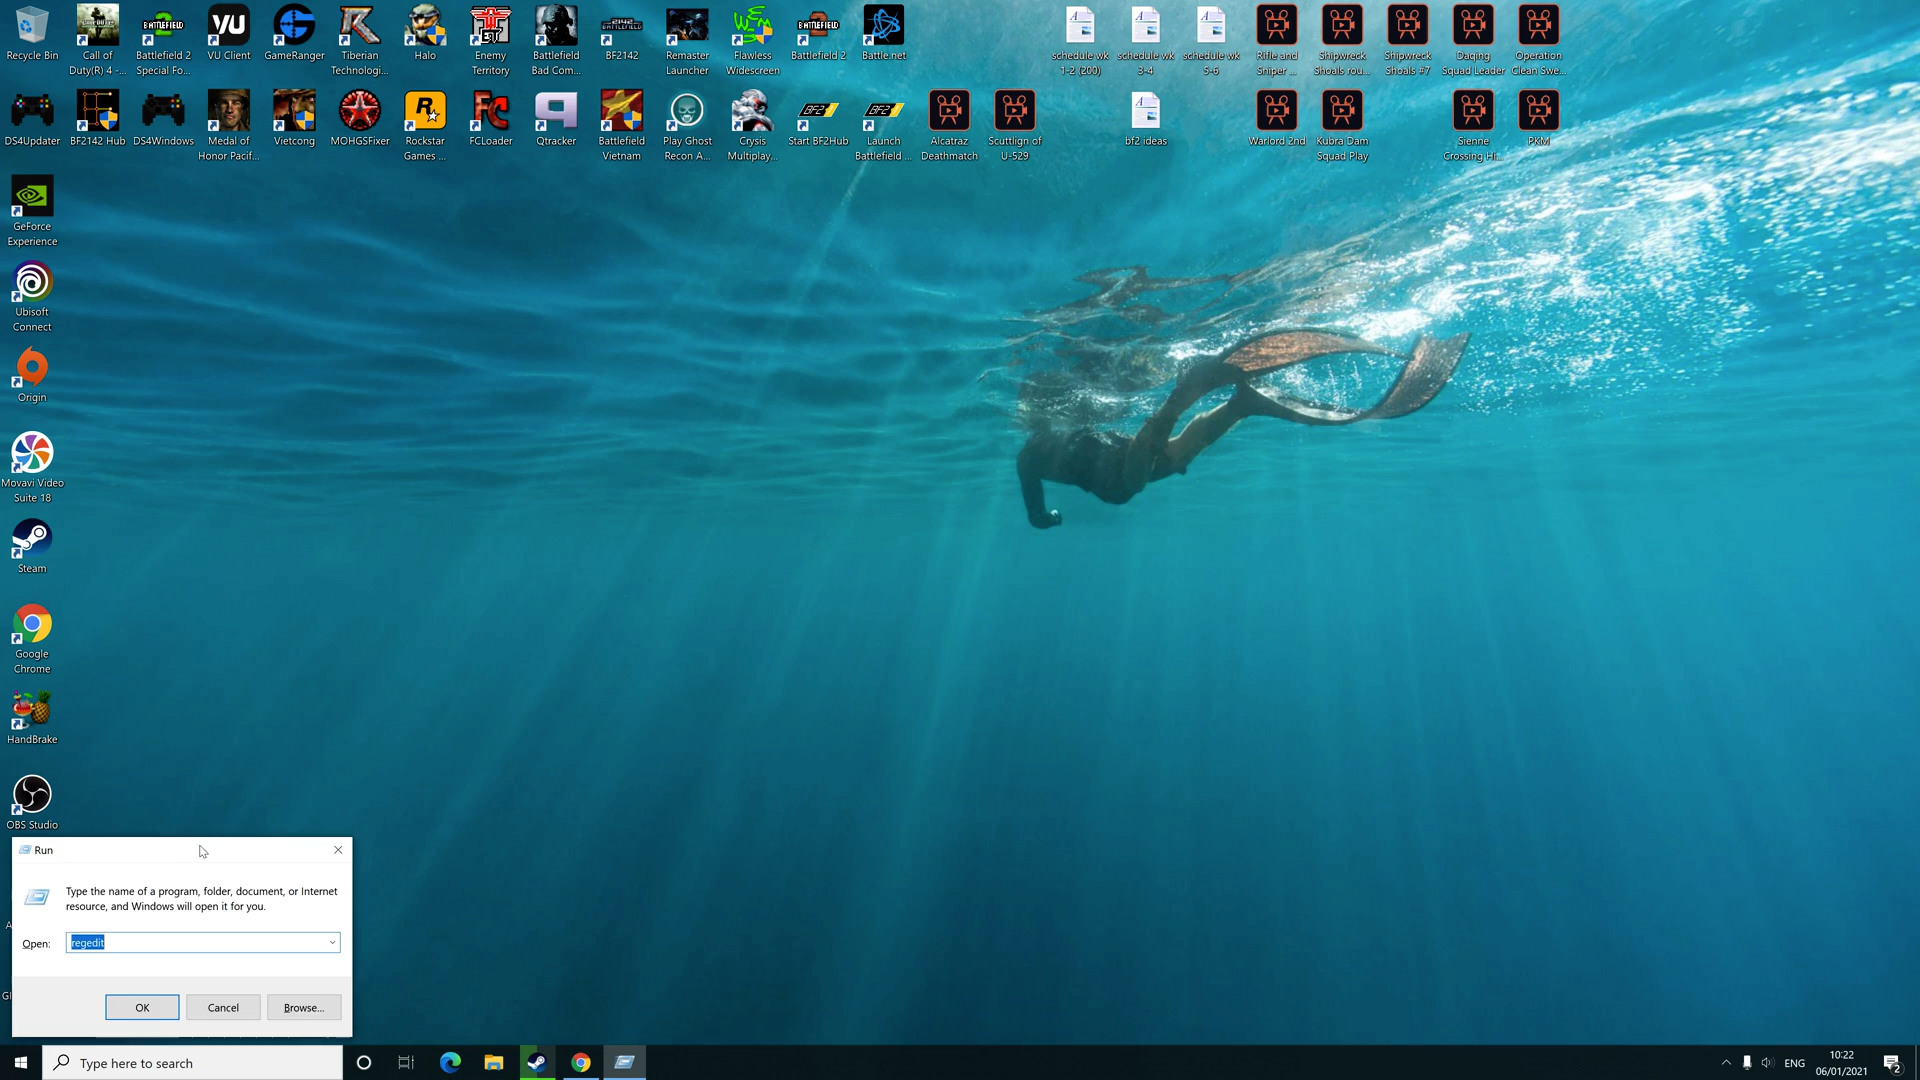 Recycle Bin
Call of
Duty(R) 4 -...
Battlefield 2
Special Fo...
VU Client
GameRanger
Tiberian
Technologi...
Halo
Enemy
Territory
Battlefield
Bad Com...
BF2142
Remaster
Launcher
Flawless
Widescreen
Battlefield 2
Battle.net
schedule wk
1-2 (200)
schedule wk
3-4
schedule wk
5-6
Rifle and
Sniper ...
Shipwreck
Shoals rou...
Shipwreck
Shoals #7
Daqing
Squad Leader
Operation
Clean Swe...
DS4Updater
BF2142 Hub
DS4Windows
Medal of
Honor Pacif...
Vietcong
MOHGSFixer
Rockstar
Games ...
FCLoader
Qtracker
Battlefield
Vietnam
Play Ghost
Recon A...
Crysis
Multiplay...
Start BF2Hub
Launch
Battlefield ...
Alcatraz
Deathmatch
Scuttlign of
U-529
bf2 ideas
Warlord 2nd
Kubra Dam
Squad Play
Sienne
Crossing Hi...
PKM
GeForce
Experience
Ubisoft
Connect
Origin
Movavi Video
Suite 18
Steam
Google
Chrome
HandBrake
OBS Studio
Run
Type the name of a program, folder, document, or Internet
resource, and Windows will open it for you.
Open: regedit
OK
Cancel
Browse...
Type here to search
ENG
10:22
06/01/2021
2